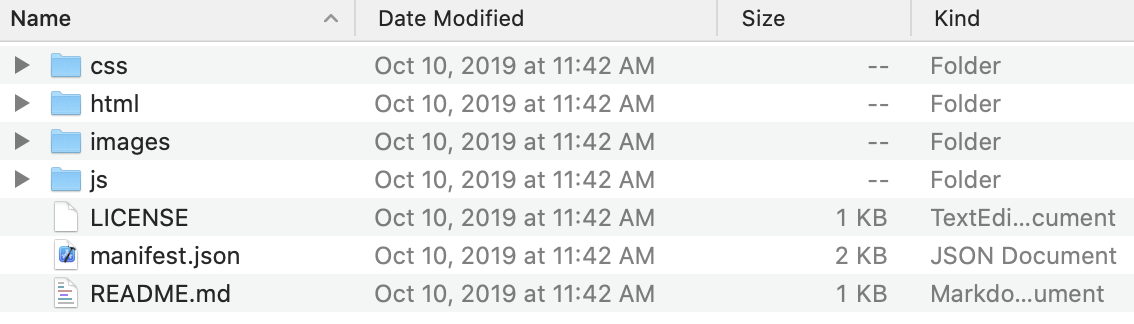 Name Date Modified Size Kind
css Oct 10, 2019 at 11:42 AM -- Folder
html Oct 10, 2019 at 11:42 AM -- Folder
images Oct 10, 2019 at 11:42 AM -- Folder
js Oct 10, 2019 at 11:42 AM -- Folder
LICENSE Oct 10, 2019 at 11:42 AM 1 KB TextEdi...cument
manifest.json Oct 10, 2019 at 11:42 AM 2 KB JSON Document
README.md Oct 10, 2019 at 11:42 AM 1 KB Markdo...ument